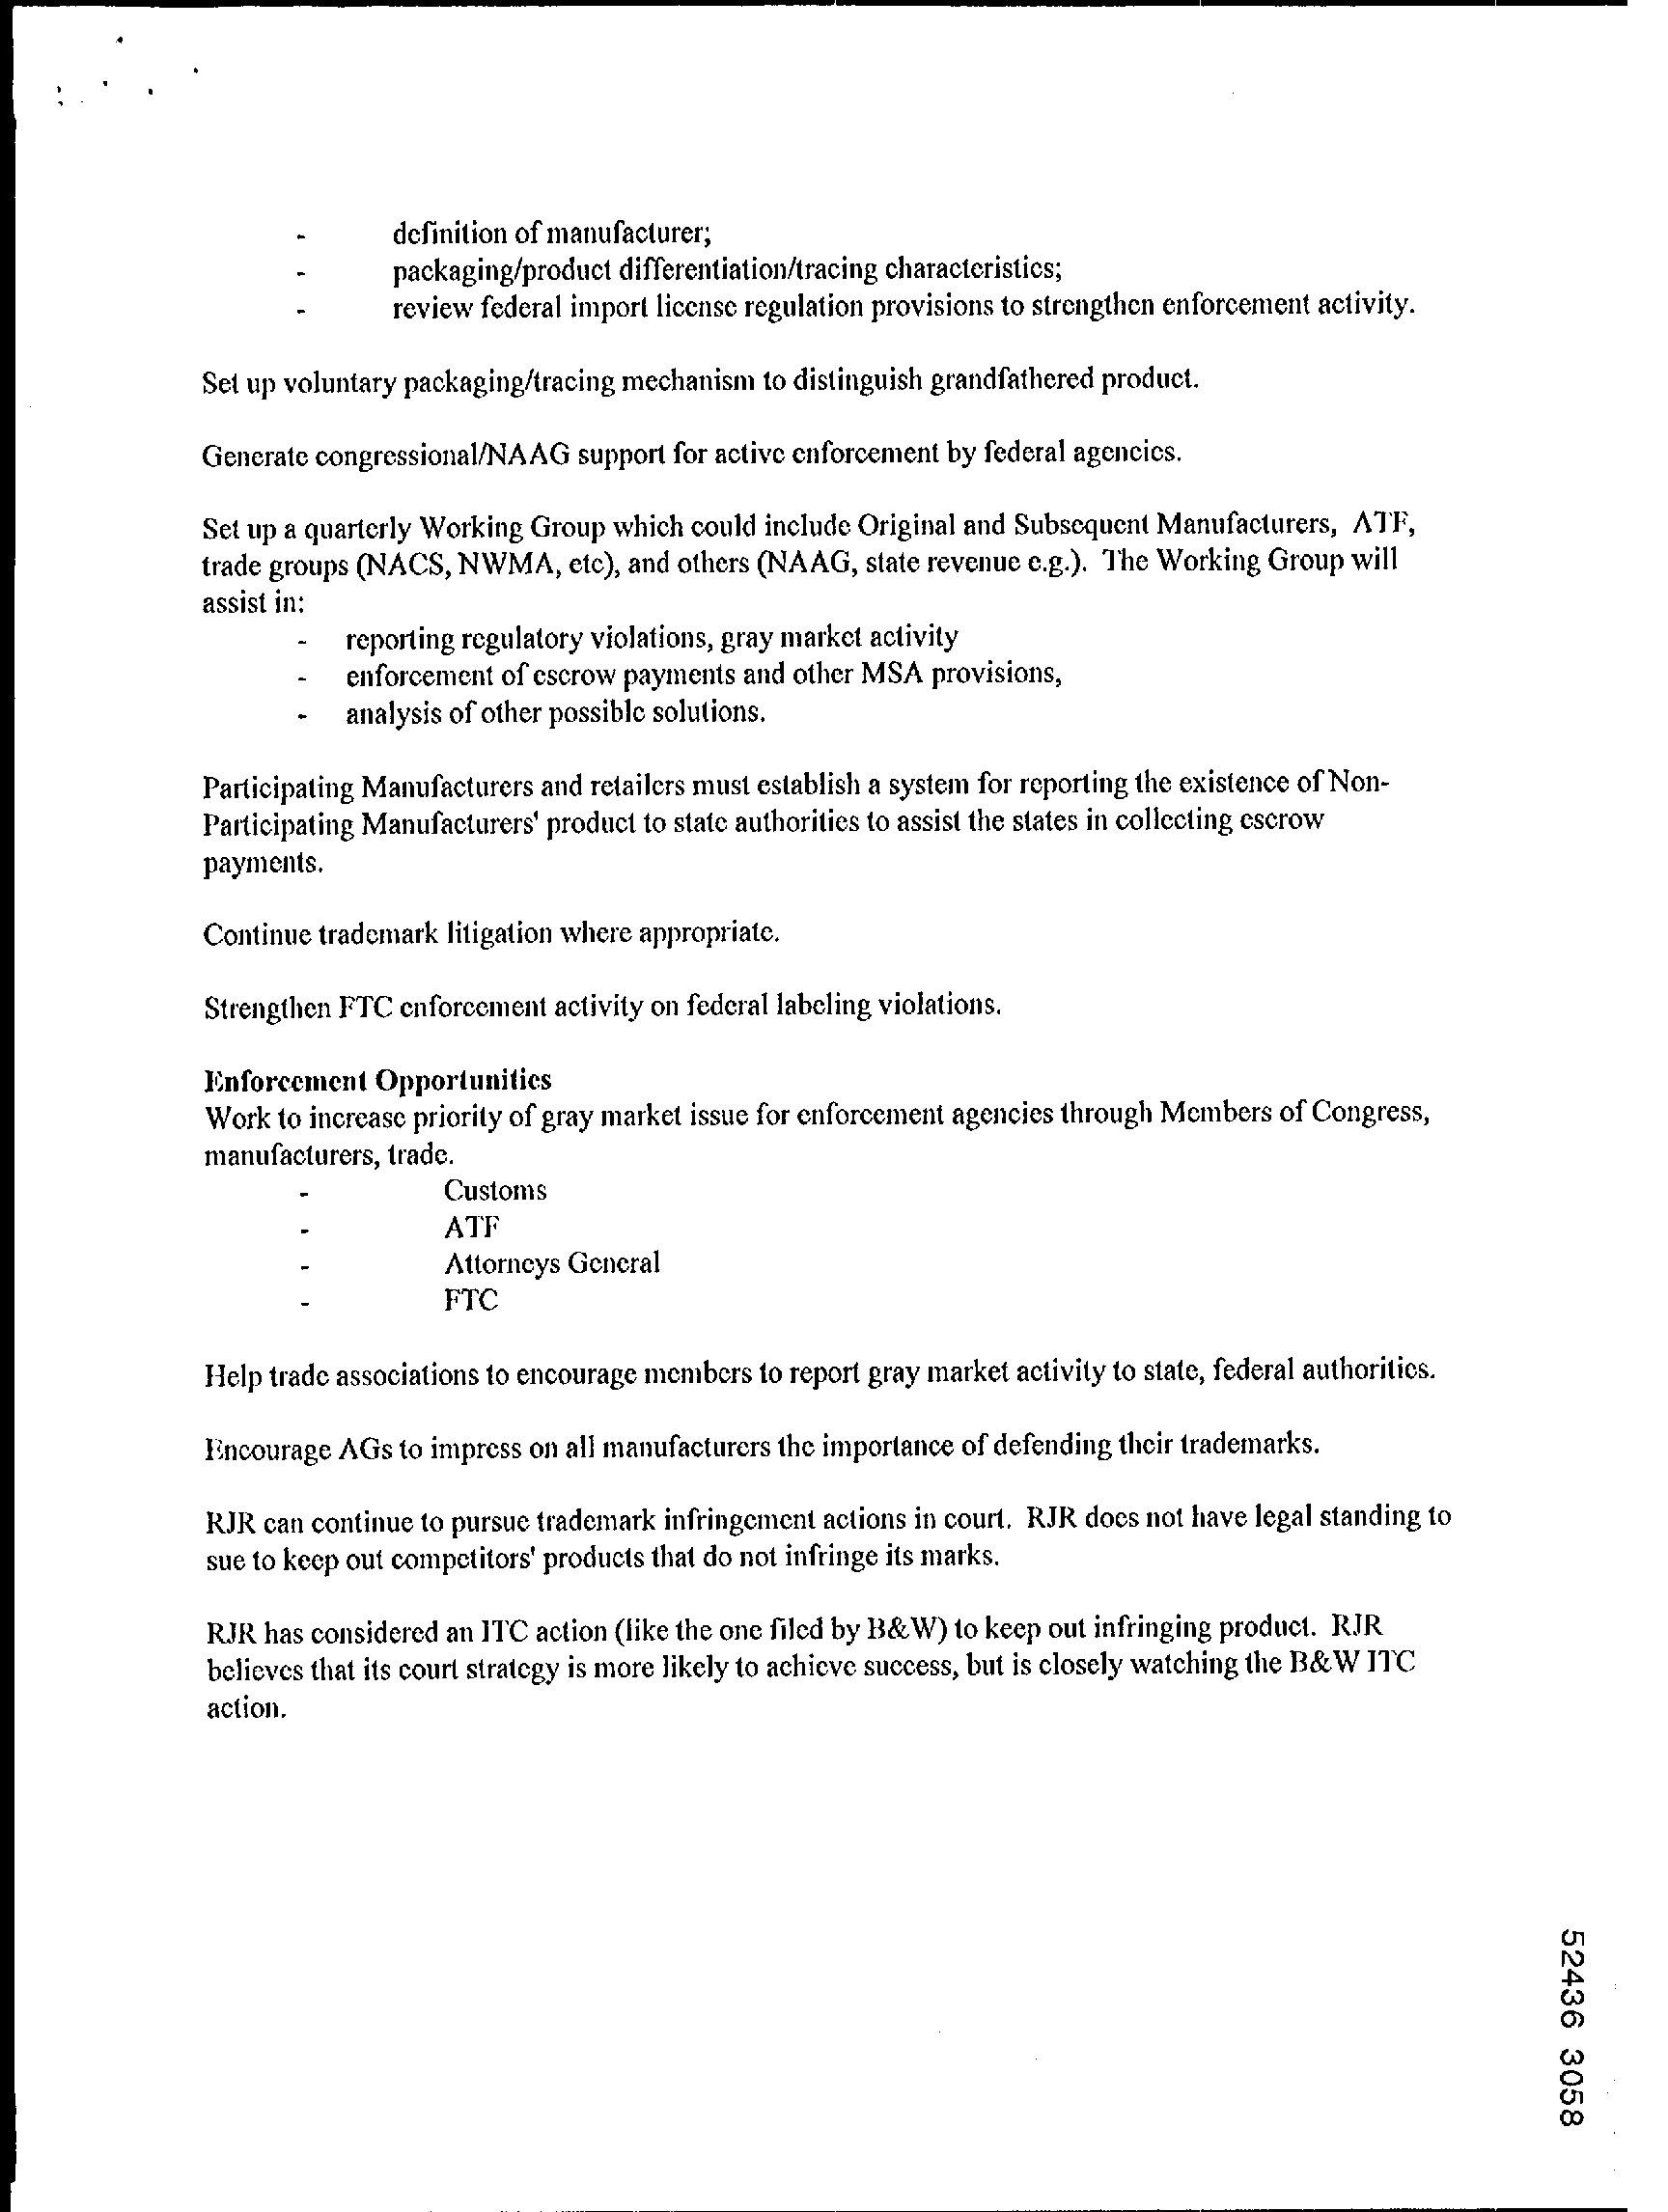 - definition of manufacturer;
- packaging/product differentiation/tracing characteristics;
- review federal import license regulation provisions to strengthen enforcement activity.
Set up voluntary packaging/tracing mechanism to distinguish grandfathered product.
Generate congressional/NAAG support for active enforcement by federal agencies.
Set up a quarterly Working Group which could include Original and Subsequent Manufacturers, ATF,
trade groups (NACS, NWMA, etc), and others (NAAG, state revenue e.g.). The Working Group will
assist in:
- reporting regulatory violations, gray market activity
- enforcement of escrow payments and other MSA provisions,
- analysis of other possible solutions.
Participating Manufacturers and retailers must establish a system for reporting the existence of Non-
Participating Manufacturers' product to state authorities to assist the states in collecting escrow
payments.
Continue trademark litigation where appropriate.
Strengthen FTC enforcement activity on federal labeling violations.
Enforcement Opportunities
Work to increase priority of gray market issue for enforcement agencies through Members of Congress,
manufacturers, trade.
- Customs
- ATF
- Attorneys General
- FTC
Help trade associations to encourage members to report gray market activity to state, federal authorities.
Encourage AGs to impress on all manufacturers the importance of defending their trademarks.
RJR can continue to pursue trademark infringement actions in court. RJR does not have legal standing to
sue to keep out competitors' products that do not infringe its marks.
RJR has considered an ITC action (like the one filed by B&W) to keep out infringing product. RJR
believes that its court strategy is more likely to achieve success, but is closely watching the B&W ITC
action.
52436 3058